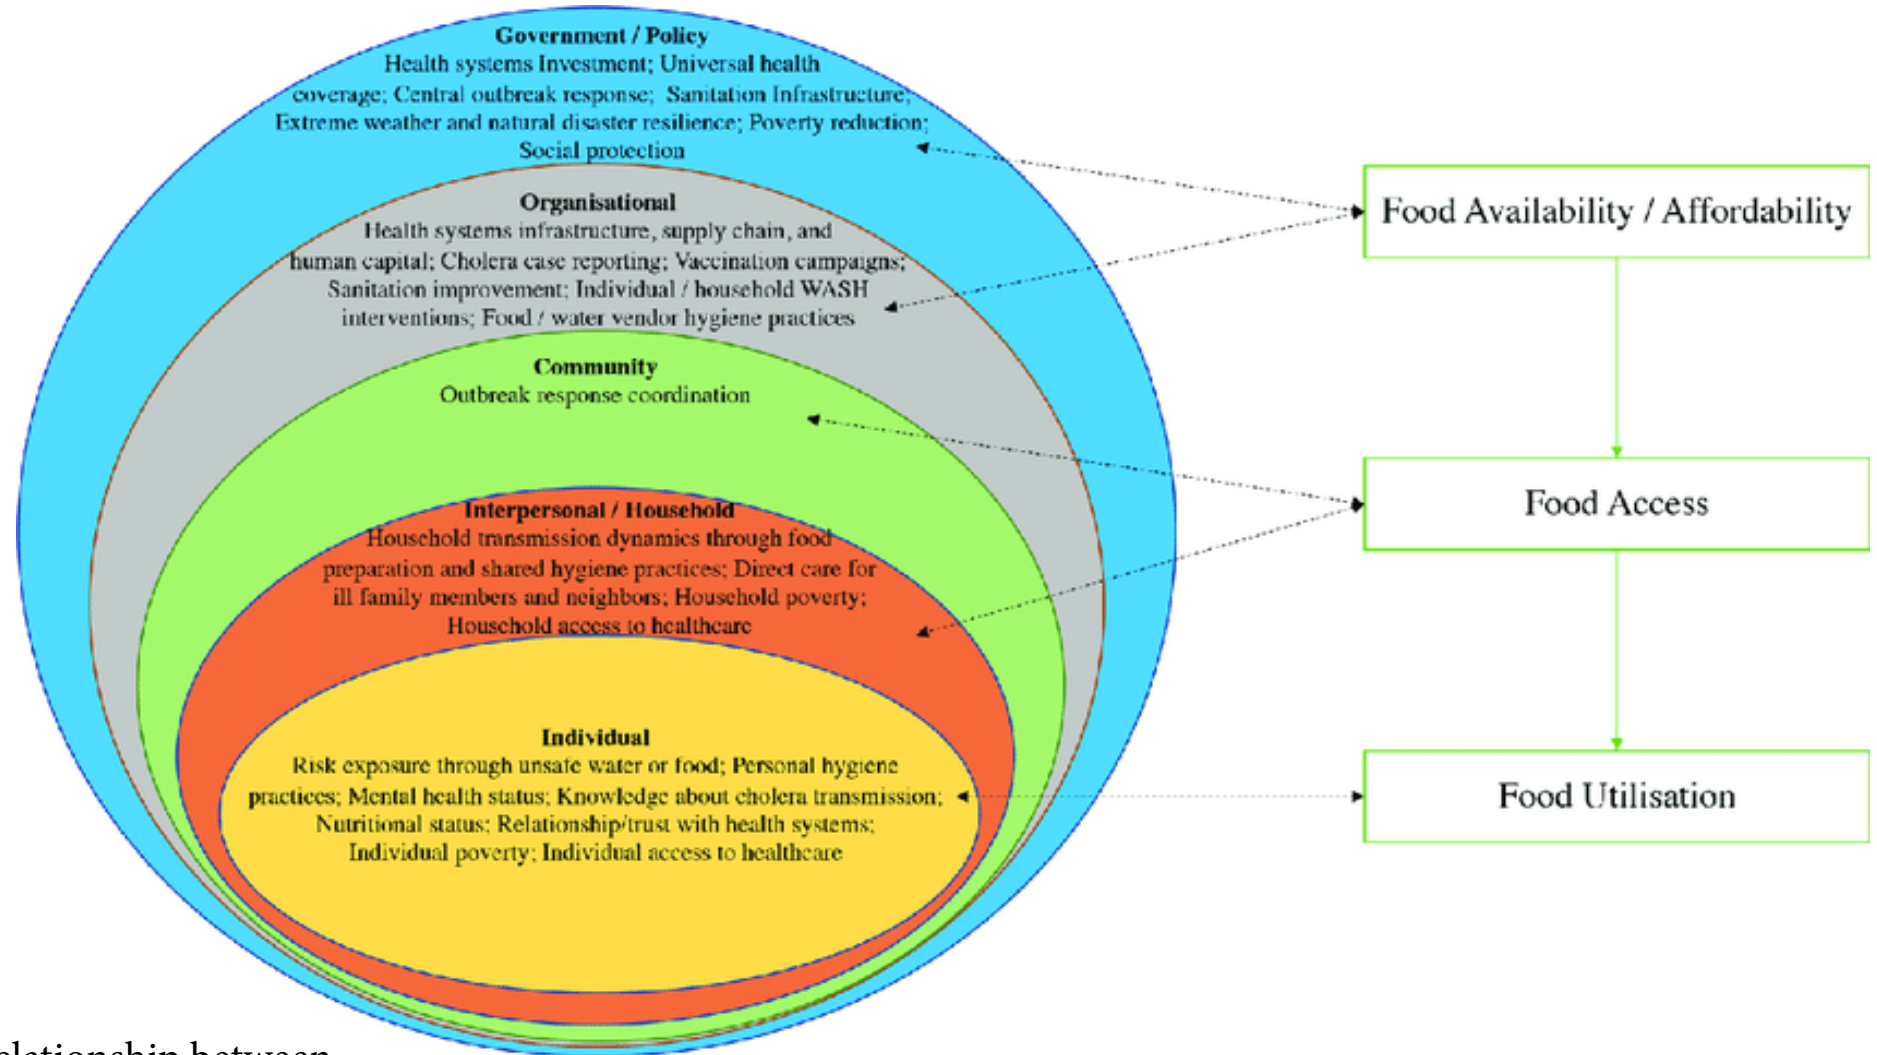 Government / Policy
Health systems Investment; Universal health
coverage; Central outbreak response; Sanitation Infrastructure;
Extreme weather and natural disaster resilience; Poverty reduction;
Social protection
Organisational
Health systems infrastructure, supply chain, and
human capital; Cholera case reporting; Vaccination campaigns;
Sanitation improvement; Individual / household WASH
interventions; Food / water vendor hygiene practices
Community
Outbreak response coordination
Interpersonal / Household
Household transmission dynamics through food
preparation and shared hygiene practices; Direct care for
ill family members and neighbors; Household poverty;
Household access to healthcare
Individual
Risk exposure through unsafe water or food; Personal hygiene
practices; Mental health status; Knowledge about cholera transmission;
Nutritional status; Relationship/trust with health systems;
Individual poverty; Individual access to healthcare
Food Availability / Affordability
Food Access
Food Utilisation
between